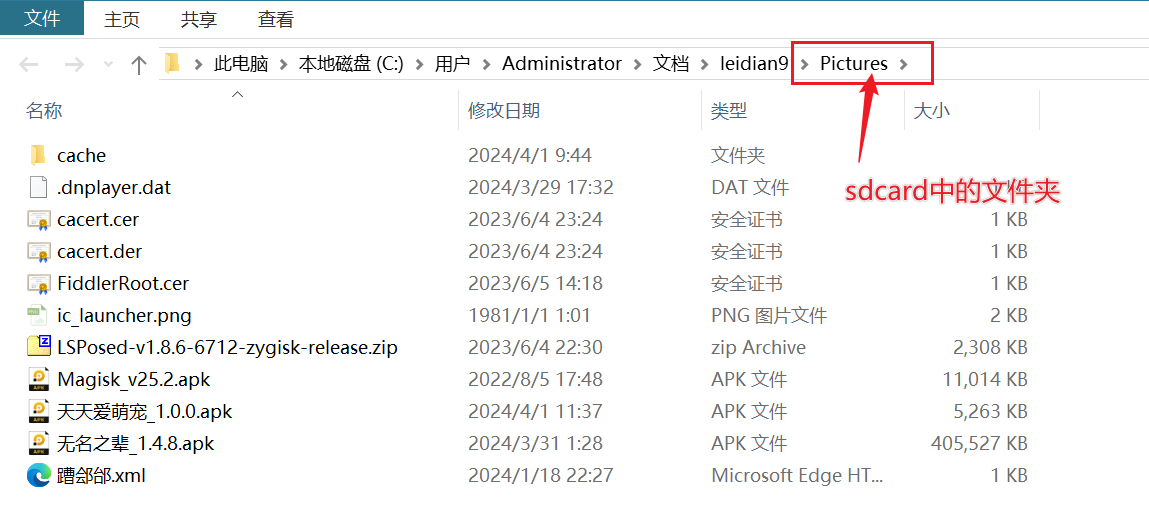 文件 主页 共享 查看
此电脑 本地磁盘 (C:) 用户 Administrator 文档 leidian9 Pictures
名称 修改日期 类型 大小
cache 2024/4/1 9:44 文件夹
.dnplayer.dat 2024/3/29 17:32 DAT 文件 KB
sdcard中的文件夹
cacert.cer 2023/6/4 23:24 安全证书 1 KB
cacert.der 2023/6/4 23:24 安全证书 1 KB
FiddlerRoot.cer 2023/6/5 14:18 安全证书 1 KB
ic_launcher.png 1981/1/1 1:01 PNG 图片文件 2 KB
LSPosed-v1.8.6-6712-zygisk-release.zip 2023/6/4 22:30 zip Archive 2,308 KB
Magisk_v25.2.apk 2022/8/5 17:48 APK 文件 11,014 KB
天天爱萌宠_1.0.0.apk 2024/4/1 11:37 APK 文件 5,263 KB
无名之辈_1.4.8.apk 2024/3/31 1:28 APK 文件 405,527 KB
.xml 2024/1/18 22:27 Microsoft Edge HT... 1 KB